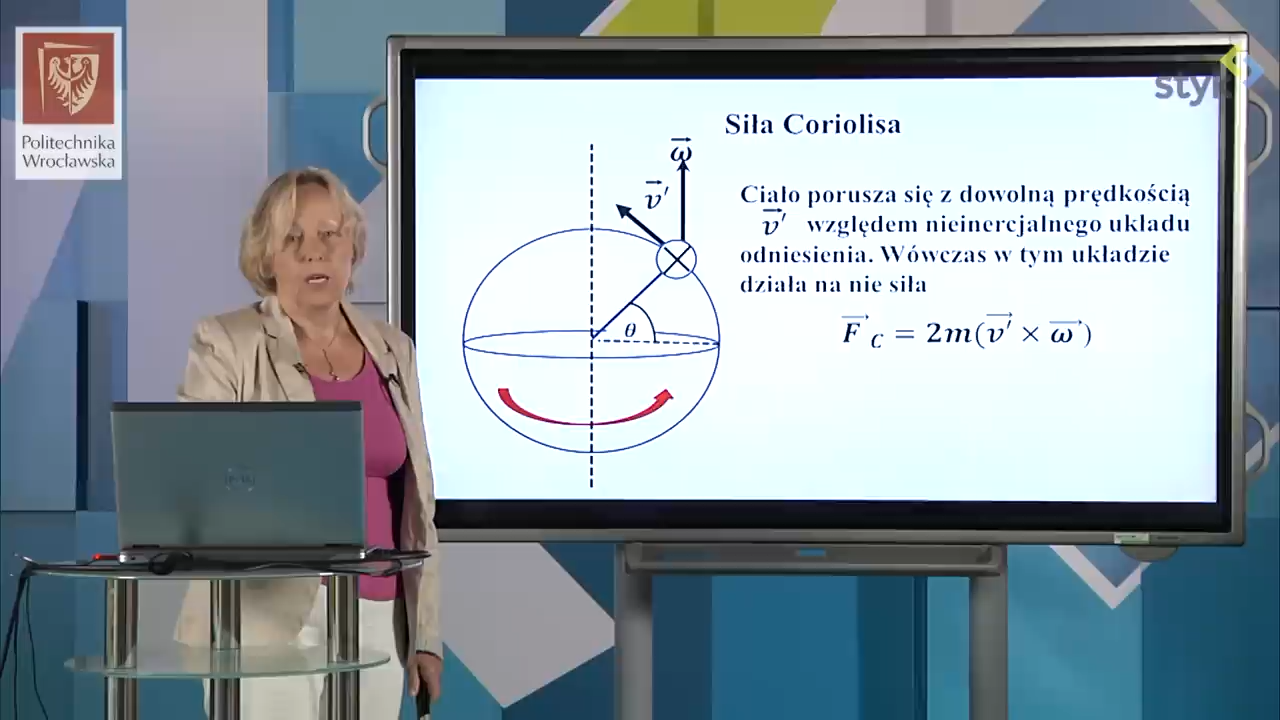 Politechnika
Wrocławska
styk
Siła Coriolisa
ω⃗
v⃗'
θ
Ciało porusza się z dowolną prędkością
v⃗' względem nieinercjalnego układu
odniesienia. Wówczas w tym układzie
działa na nie siła
F⃗ C = 2m(v⃗' × ω⃗)